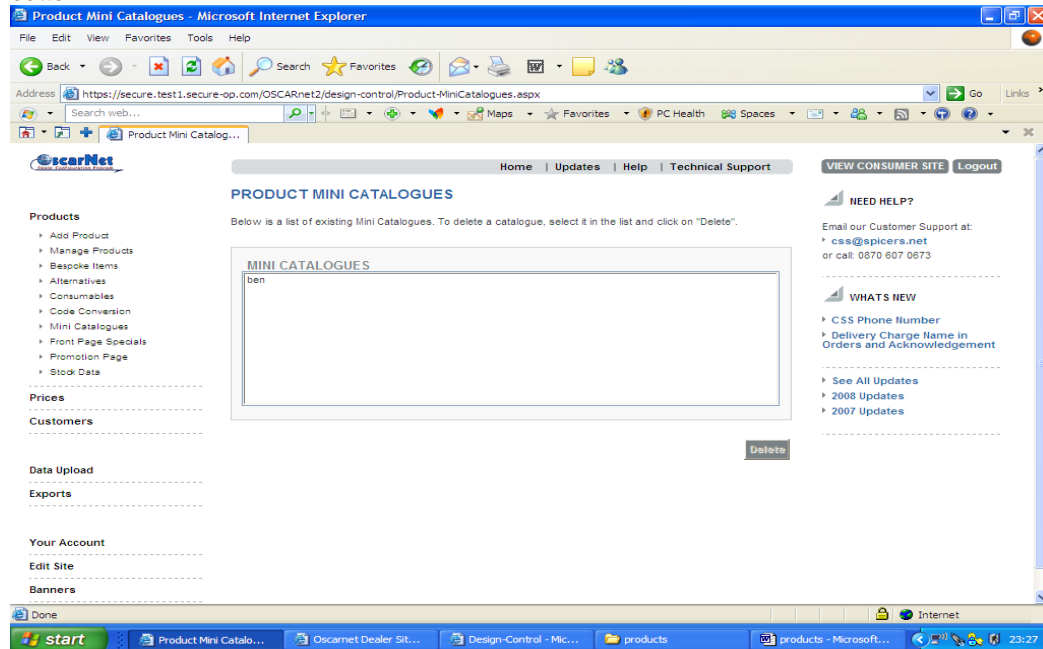 Product Mini Catalogues - Microsoft Internet Explorer
File Edit View Favorites Tools Help
Back Search Favorites
Address https://secure.test1.secure-op.com/OSCARnet2/design-control/Product-MiniCatalogues.aspx Go Links
Search web... Maps Favorites PC Health Spaces
Product Mini Catalog...
OscarNet
Home | Updates | Help | Technical Support
VIEW CONSUMER SITE Logout
PRODUCT MINI CATALOGUES
Below is a list of existing Mini Catalogues. To delete a catalogue, select it in the list and click on "Delete".
MINI CATALOGUES
ben
Delete
Products
Add Product
Manage Products
Bespoke Items
Alternatives
Consumables
Code Conversion
Mini Catalogues
Front Page Specials
Promotion Page
Stock Data
Prices
Customers
Data Upload
Exports
Your Account
Edit Site
Banners
NEED HELP?
Email our Customer Support at:
css@spicers.net
or call: 0870 607 0673
WHATS NEW
CSS Phone Number
Delivery Charge Name in
Orders and Acknowledgement
See All Updates
2008 Updates
2007 Updates
Done Internet
start Product Mini Catalo... Oscarnet Dealer Sit... Design-Control - Mic... products products - Microsoft... 23:27